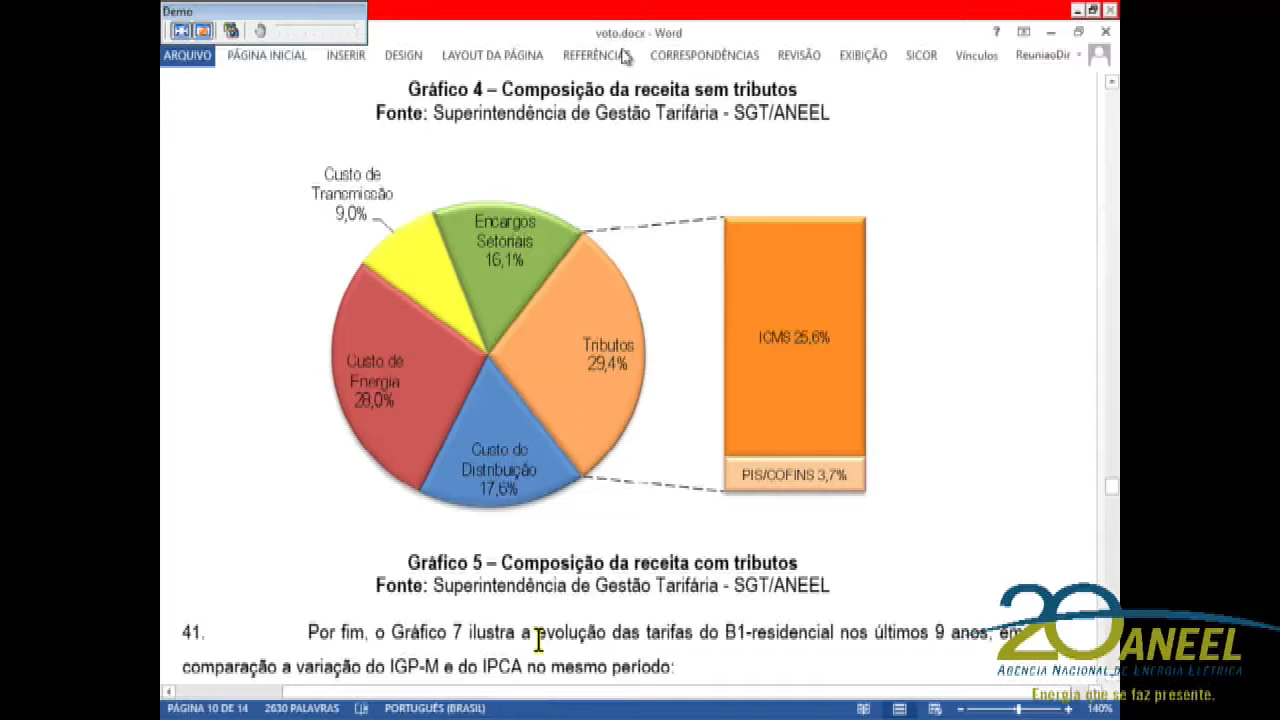 Demo
voto.docx - Word
?
ARQUIVO PÁGINA INICIAL INSERIR DESIGN LAYOUT DA PÁGINA REFERÊNCIAS CORRESPONDÊNCIAS REVISÃO EXIBIÇÃO SICOR Vínculos ReuniaoDir
Gráfico 4 – Composição da receita sem tributos
Fonte: Superintendência de Gestão Tarifária - SGT/ANEEL
Custo de
Transmissão
9,0%
Encargos
Setoriais
16,1%
Tributos
29,4%
Custo de
Energia
28,0%
Custo de
Distribuição
17,6%
ICMS 25,6%
PIS/COFINS 3,7%
Gráfico 5 – Composição da receita com tributos
Fonte: Superintendência de Gestão Tarifária - SGT/ANEEL
41. Por fim, o Gráfico 7 ilustra a evolução das tarifas do B1-residencial nos últimos 9 anos, em
comparação a variação do IGP-M e do IPCA no mesmo período:
20 ANEEL
AGÊNCIA NACIONAL DE ENERGIA ELÉTRICA
Energia que se faz presente.
PÁGINA 10 DE 14 2630 PALAVRAS PORTUGUÊS (BRASIL) 140%